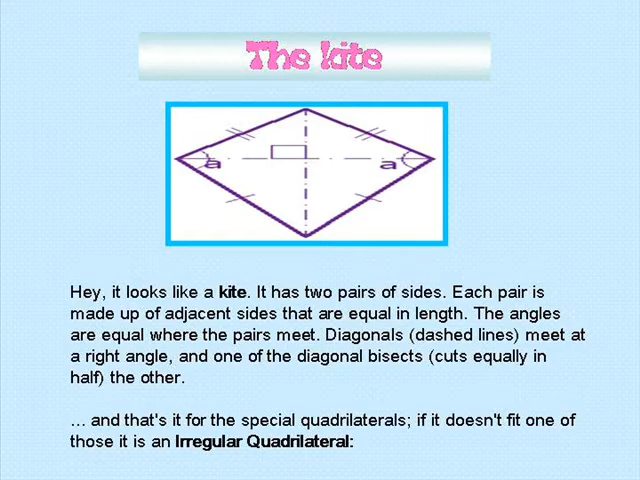 The kite
a a
Hey, it looks like a kite. It has two pairs of sides. Each pair is
made up of adjacent sides that are equal in length. The angles
are equal where the pairs meet. Diagonals (dashed lines) meet at
a right angle, and one of the diagonal bisects (cuts equally in
half) the other.
... and that's it for the special quadrilaterals; if it doesn't fit one of
those it is an Irregular Quadrilateral: